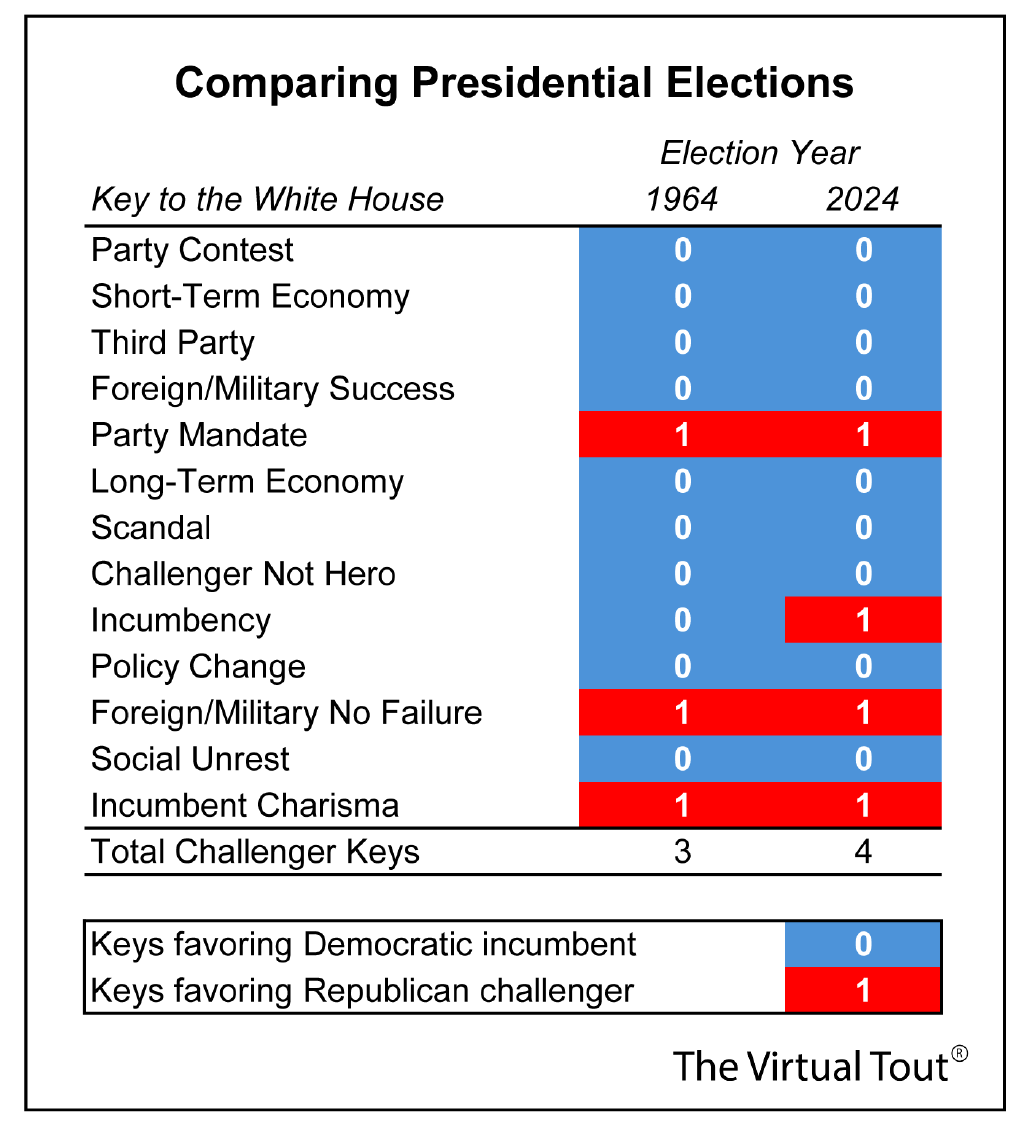 Comparing Presidential Elections
Election Year
Key to the White House 1964 2024
Party Contest 0 0
Short-Term Economy 0 0
Third Party 0 0
Foreign/Military Success 0 0
Party Mandate 1 1
Long-Term Economy 0 0
Scandal 0 0
Challenger Not Hero 0 0
Incumbency 0 1
Policy Change 0 0
Foreign/Military No Failure 1 1
Social Unrest 0 0
Incumbent Charisma 1 1
Total Challenger Keys 3 4
Keys favoring Democratic incumbent 0
Keys favoring Republican challenger 1
The Virtual Tout®